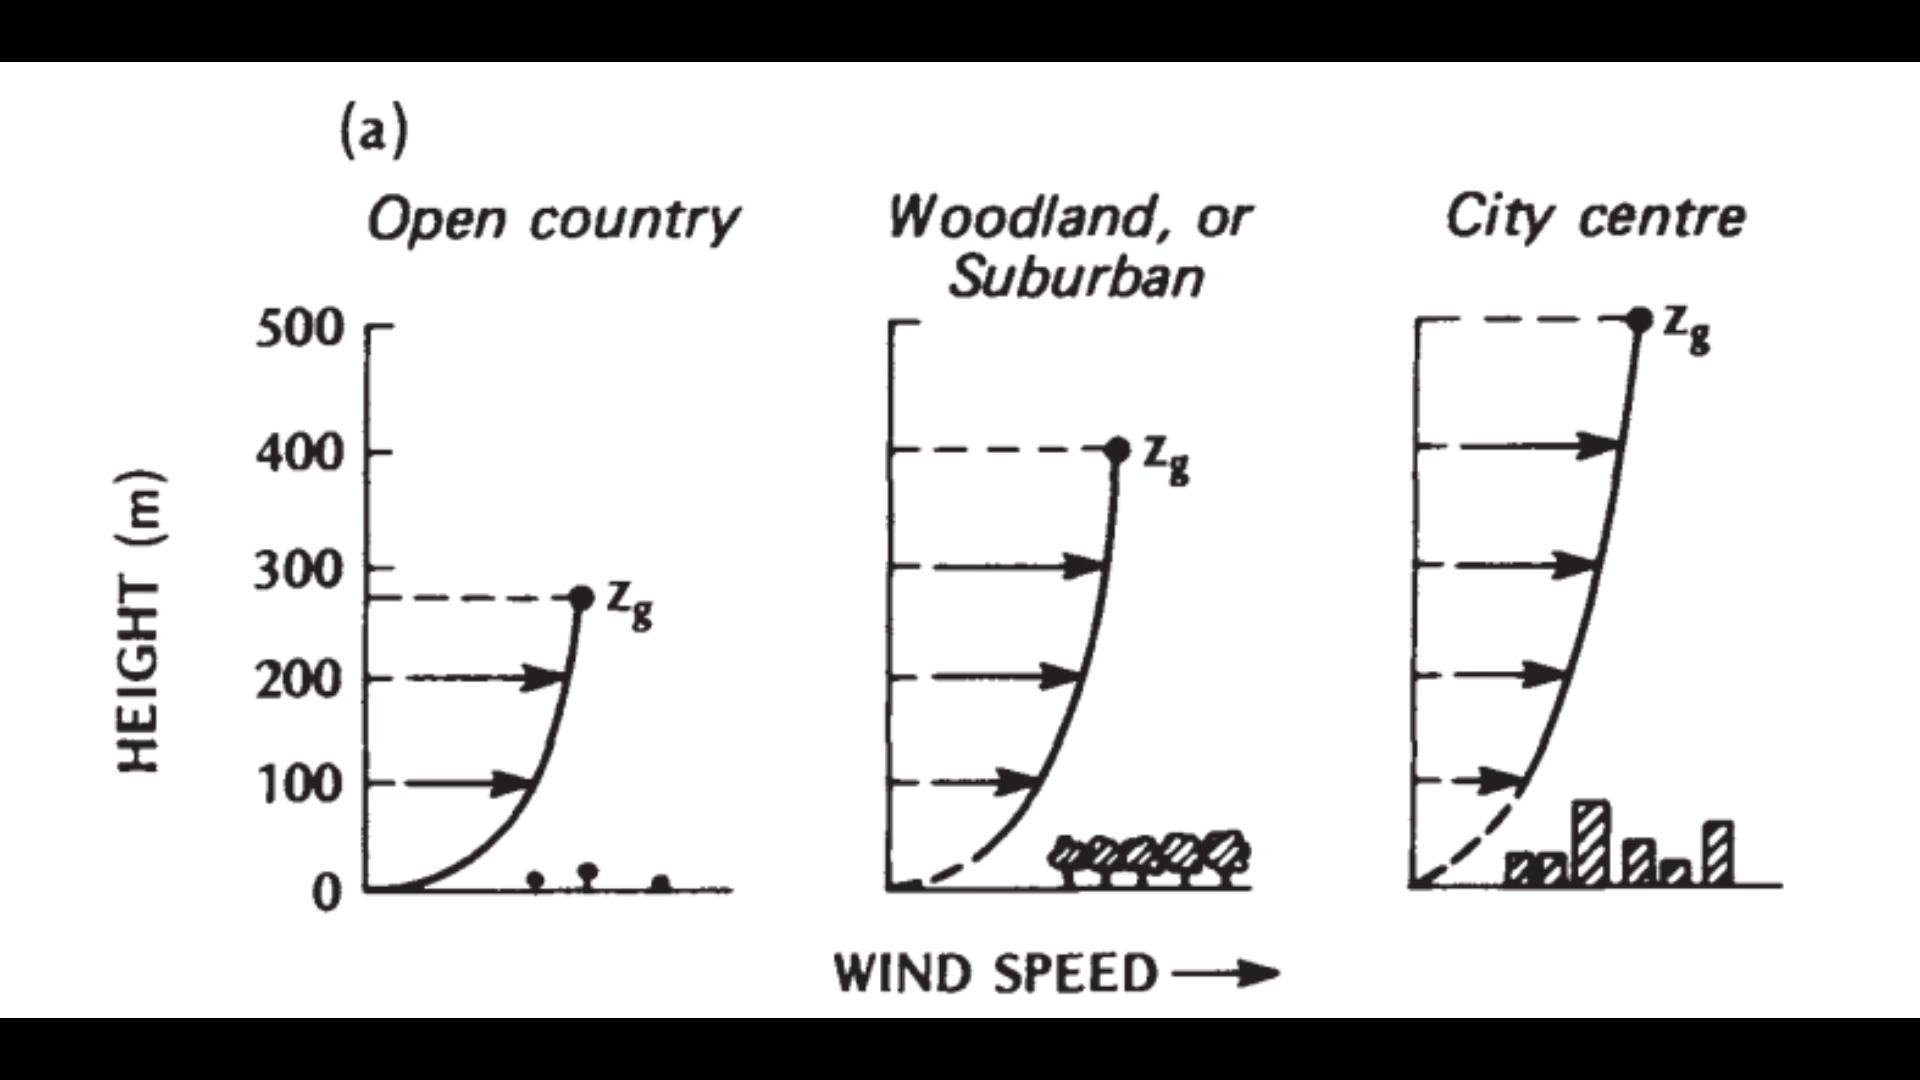 (a)
Open country
Woodland, or
Suburban
City centre
500
400
300
200
100
0
HEIGHT (m)
zg
zg
zg
WIND SPEED